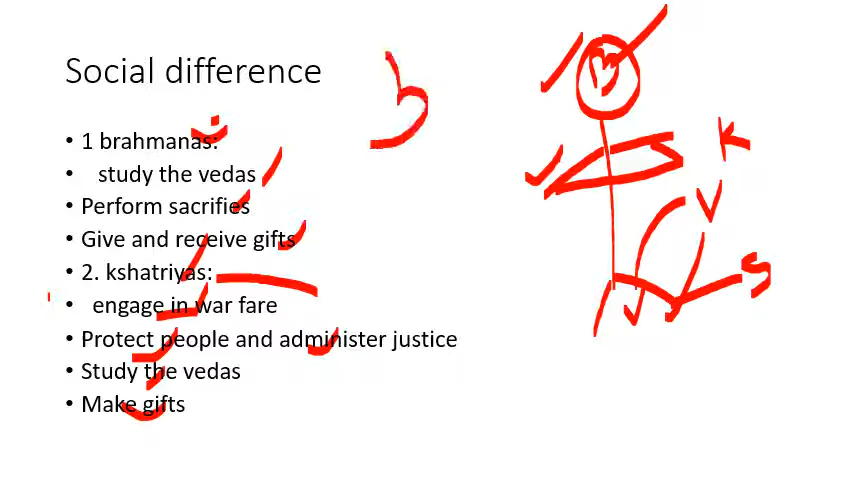 Social difference
• 1 brahmanas:
• study the vedas
• Perform sacrifies
• Give and receive gifts
• 2. kshatriyas:
• engage in war fare
• Protect people and administer justice
• Study the vedas
• Make gifts
b
B
K
V
S